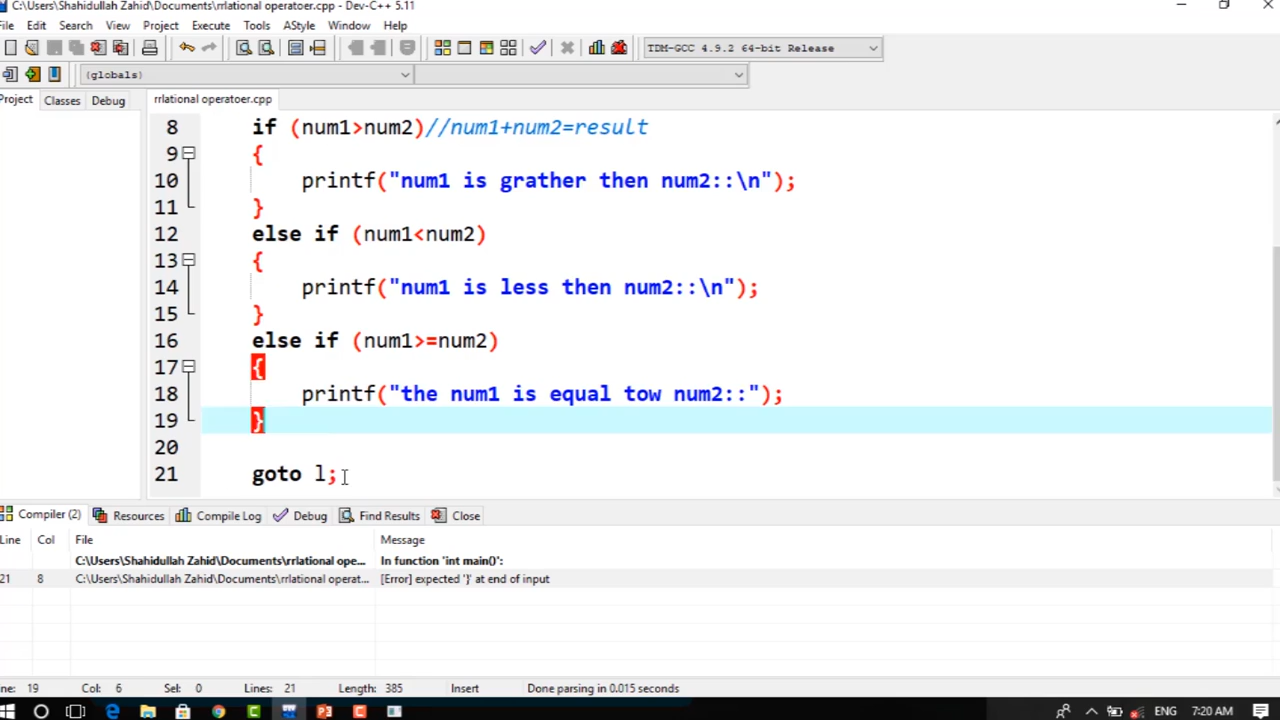 C:\Users\Shahidullah Zahid\Documents\rrlational operatoer.cpp - Dev-C++ 5.11
File Edit Search View Project Execute Tools AStyle Window Help
TDM-GCC 4.9.2 64-bit Release
(globals)
Project Classes Debug
rrlational operatoer.cpp
8 if (num1>num2)//num1+num2=result
9 {
10 printf("num1 is grather then num2::\n");
11 }
12 else if (num1<num2)
13 {
14 printf("num1 is less then num2::\n");
15 }
16 else if (num1>=num2)
17 {
18 printf("the num1 is equal tow num2::");
19 }
20
21 goto l;
Compiler (2) Resources Compile Log Debug Find Results Close
Line Col File Message
C:\Users\Shahidullah Zahid\Documents\rrlational ope... In function 'int main()':
21 8 C:\Users\Shahidullah Zahid\Documents\rrlational operat... [Error] expected '}' at end of input
ne: 19 Col: 6 Sel: 0 Lines: 21 Length: 385 Insert Done parsing in 0.015 seconds
ENG 7:20 AM